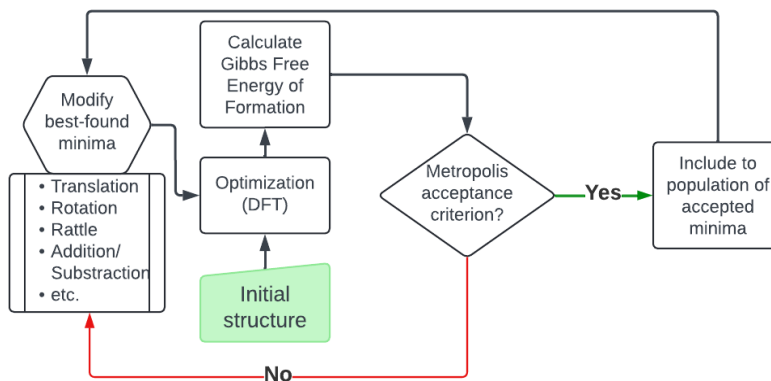 Modify
best-found
minima
• Translation
• Rotation
• Rattle
• Addition/
Substraction
• etc.
Calculate
Gibbs Free
Energy of
Formation
Optimization
(DFT)
Initial
structure
Metropolis
acceptance
criterion?
Yes
Include to
population of
accepted
minima
No